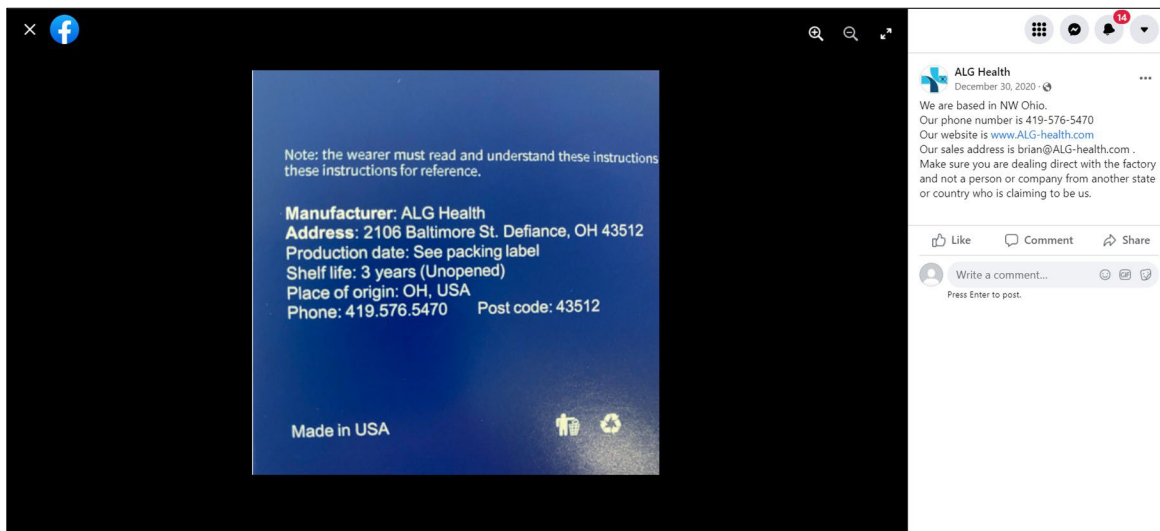 14
ALG Health
December 30, 2020 ·
We are based in NW Ohio.
Our phone number is 419-576-5470
Our website is www.ALG-health.com
Our sales address is brian@ALG-health.com .
Make sure you are dealing direct with the factory
and not a person or company from another state
or country who is claiming to be us.
Like Comment Share
Write a comment...
GIF
Press Enter to post.
Note: the wearer must read and understand these instructions
these instructions for reference.
Manufacturer: ALG Health
Address: 2106 Baltimore St. Defiance, OH 43512
Production date: See packing label
Shelf life: 3 years (Unopened)
Place of origin: OH, USA
Phone: 419.576.5470 Post code: 43512
Made in USA